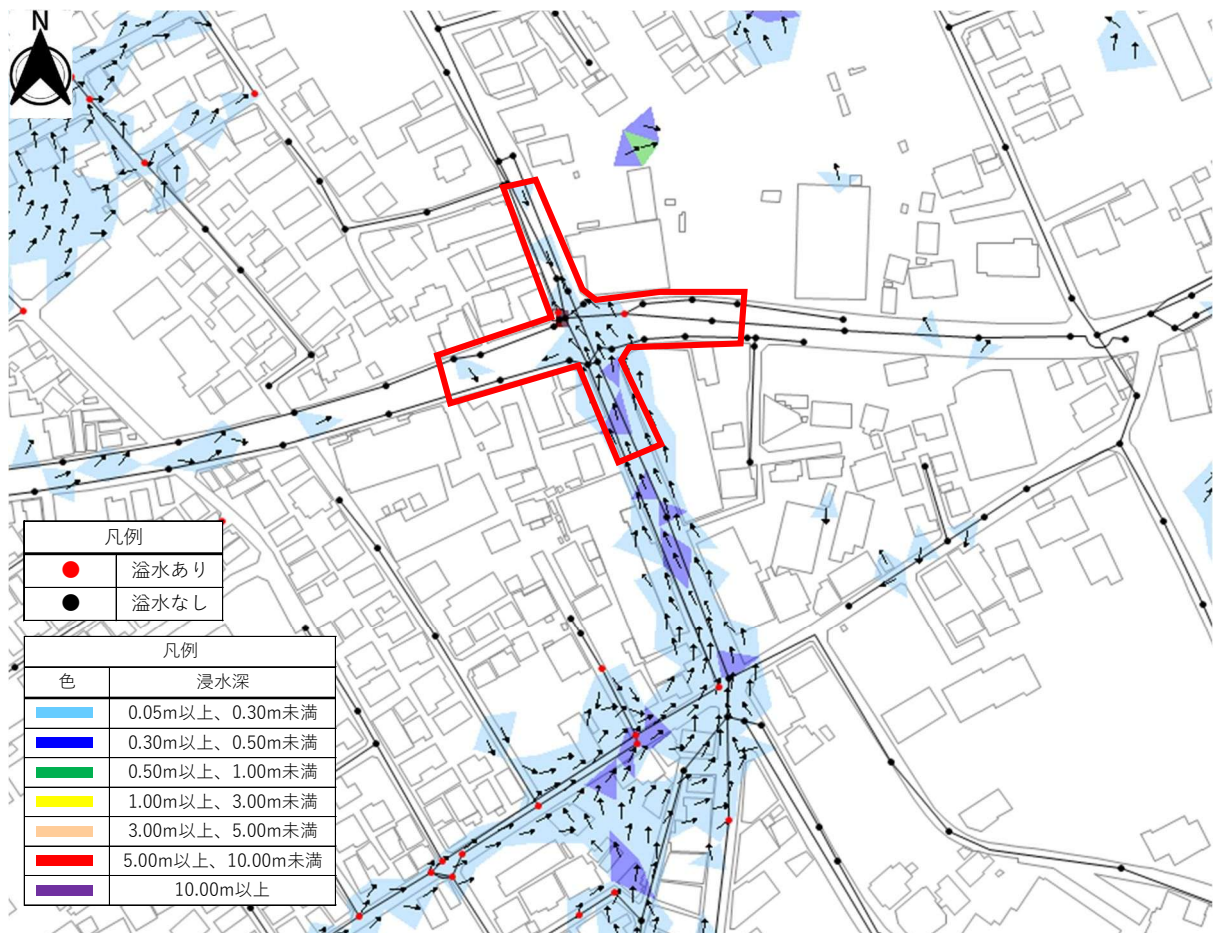 N
凡例
溢水あり
溢水なし
凡例
色 浸水深
0.05m以上、0.30m未満
0.30m以上、0.50m未満
0.50m以上、1.00m未満
1.00m以上、3.00m未満
3.00m以上、5.00m未満
5.00m以上、10.00m未満
10.00m以上